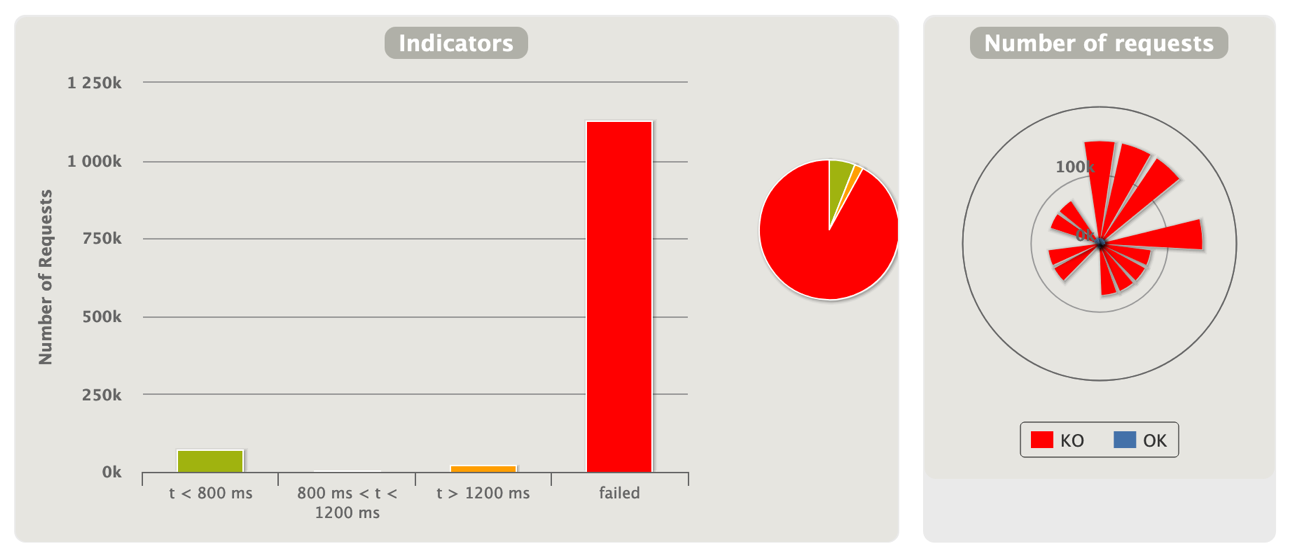 Indicators
1 250k
1 000k
750k
500k
250k
0k
Number of Requests
t < 800 ms
800 ms < t <
1200 ms
t > 1200 ms
failed
Number of requests
100k
0k
KO
OK